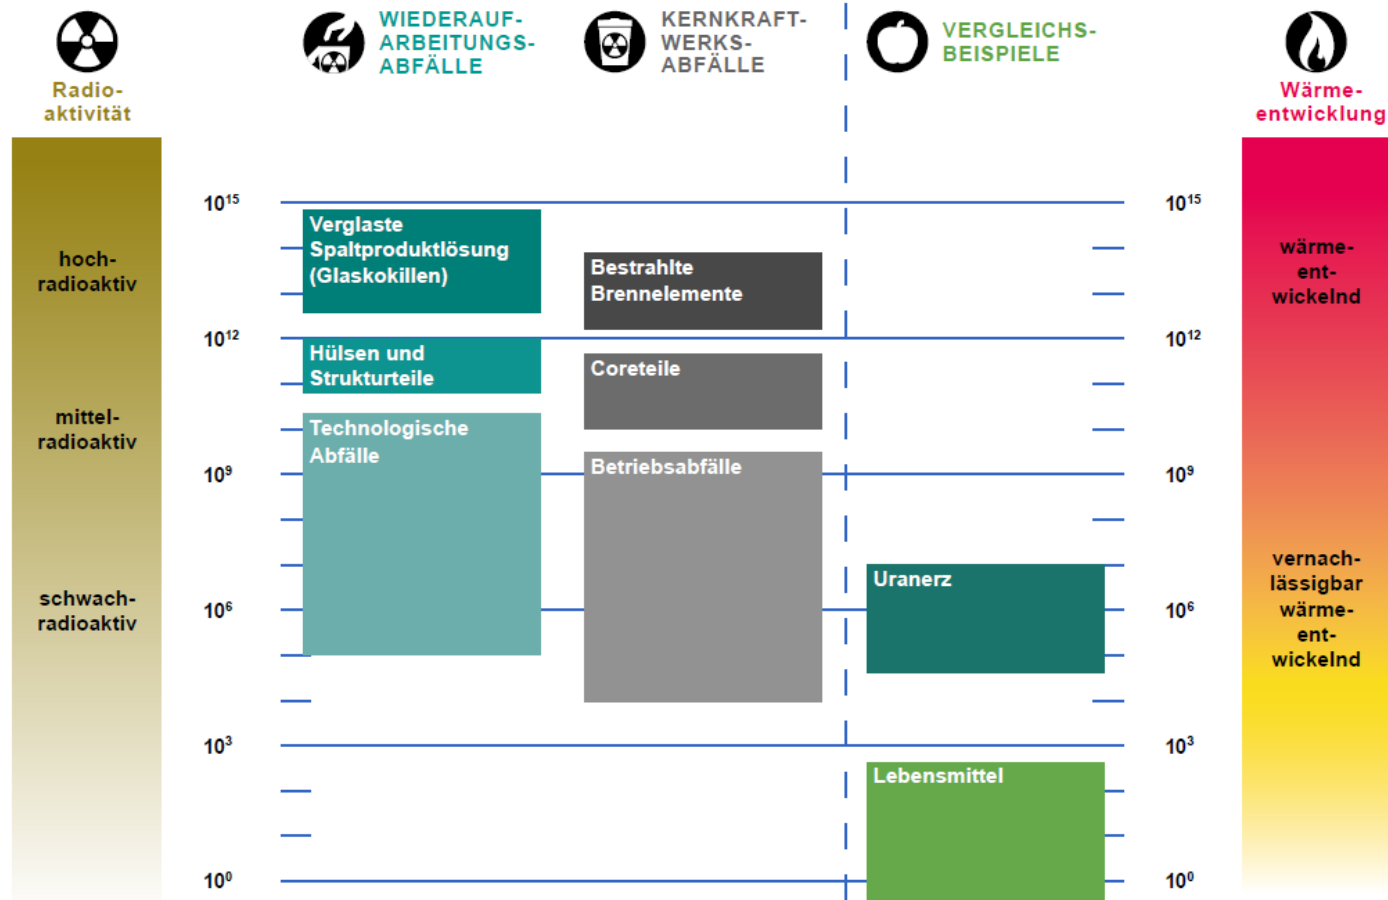 Radio-
aktivität
WIEDERAUF-
ARBEITUNGS-
ABFÄLLE
KERNKRAFT-
WERKS-
ABFÄLLE
VERGLEICHS-
BEISPIELE
Wärme-
entwicklung
hoch-
radioaktiv
mittel-
radioaktiv
schwach-
radioaktiv
10¹⁵
10¹²
10⁹
10⁶
10³
10⁰
Verglaste
Spaltproduktlösung
(Glaskokillen)
Hülsen und
Strukturteile
Technologische
Abfälle
Bestrahlte
Brennelemente
Coreteile
Betriebsabfälle
Uranerz
Lebensmittel
10¹⁵
10¹²
10⁹
10⁶
10³
10⁰
wärme-
ent-
wickelnd
vernach-
lässigbar
wärme-
ent-
wickelnd